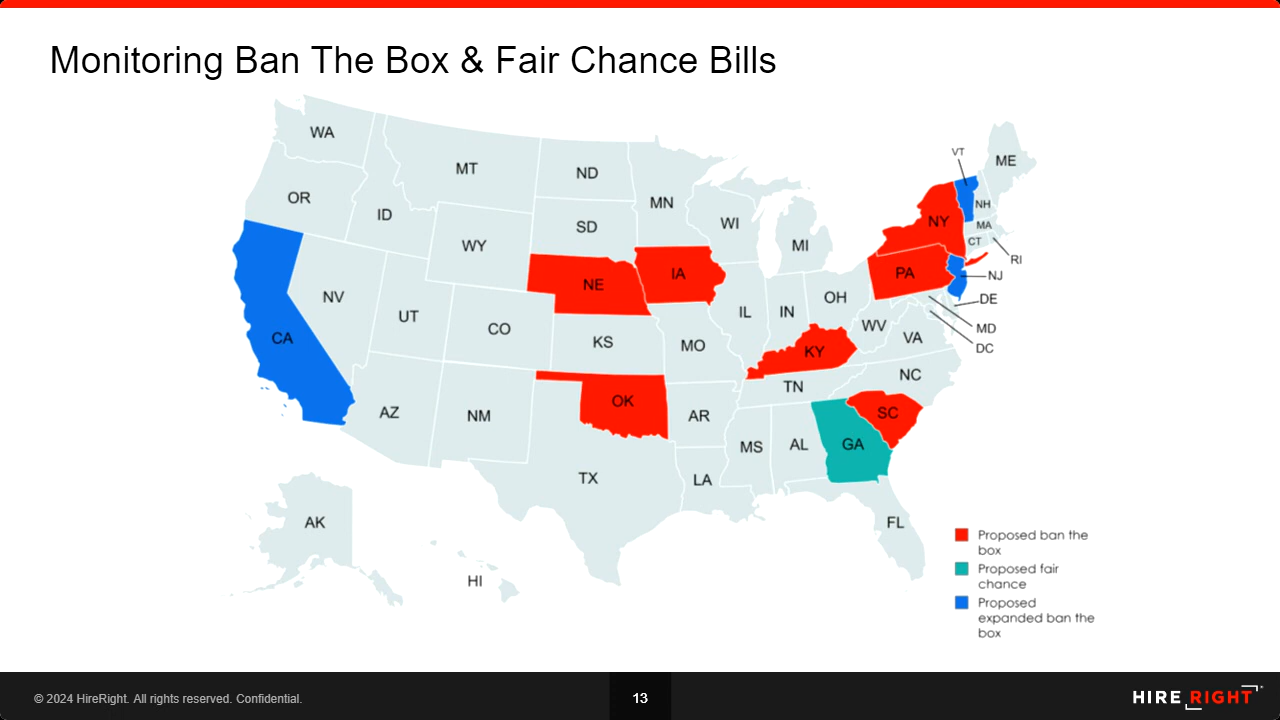 Monitoring Ban The Box & Fair Chance Bills
WA
MT
ND
MN
VT
ME
OR
ID
SD
WI
NY
NH
WY
MI
MA
CT
RI
NE
IA
PA
NJ
NV
UT
CO
IL
IN
OH
DE
CA
KS
MO
WV
VA
MD
KY
DC
AZ
NM
OK
AR
TN
NC
SC
TX
LA
MS
AL
GA
AK
HI
FL
Proposed ban the
box
Proposed fair
chance
Proposed
expanded ban the
box
© 2024 HireRight. All rights reserved. Confidential.
13
HIRE RIGHT